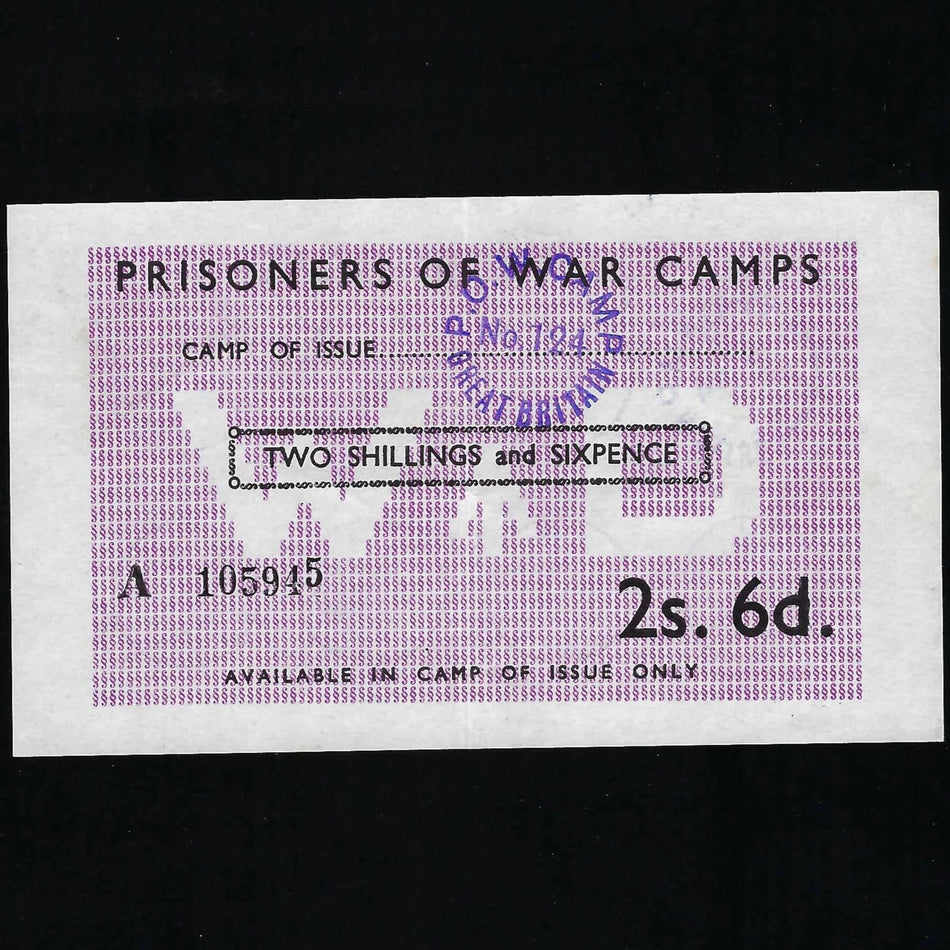 PRISONERS OF WAR CAMPS
P.O.W CAMP
No. 124
GREAT BRITAIN
CAMP OF ISSUE
W D
TWO SHILLINGS and SIXPENCE
A 105945
2s. 6d.
AVAILABLE IN CAMP OF ISSUE ONLY